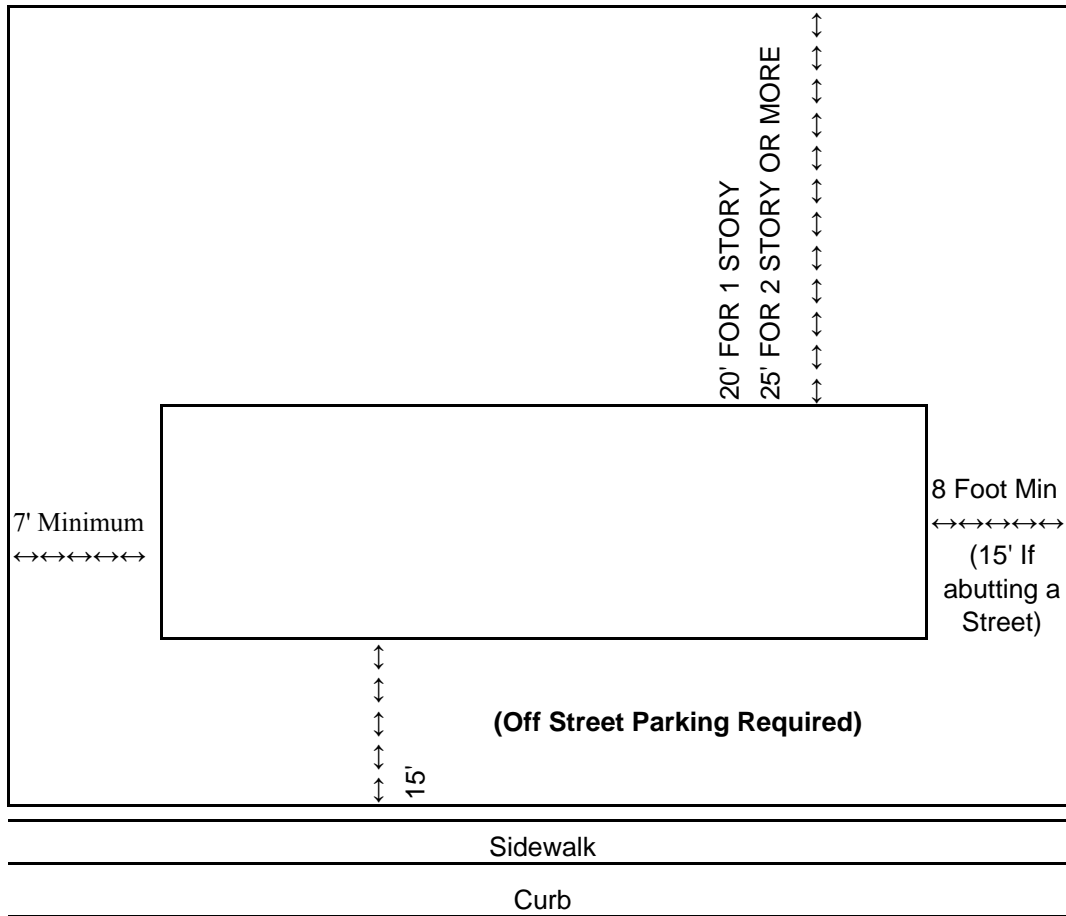 20' FOR 1 STORY
25' FOR 2 STORY OR MORE
7' Minimum
8 Foot Min
(15' If
abutting a
Street)
(Off Street Parking Required)
15'
Sidewalk
Curb